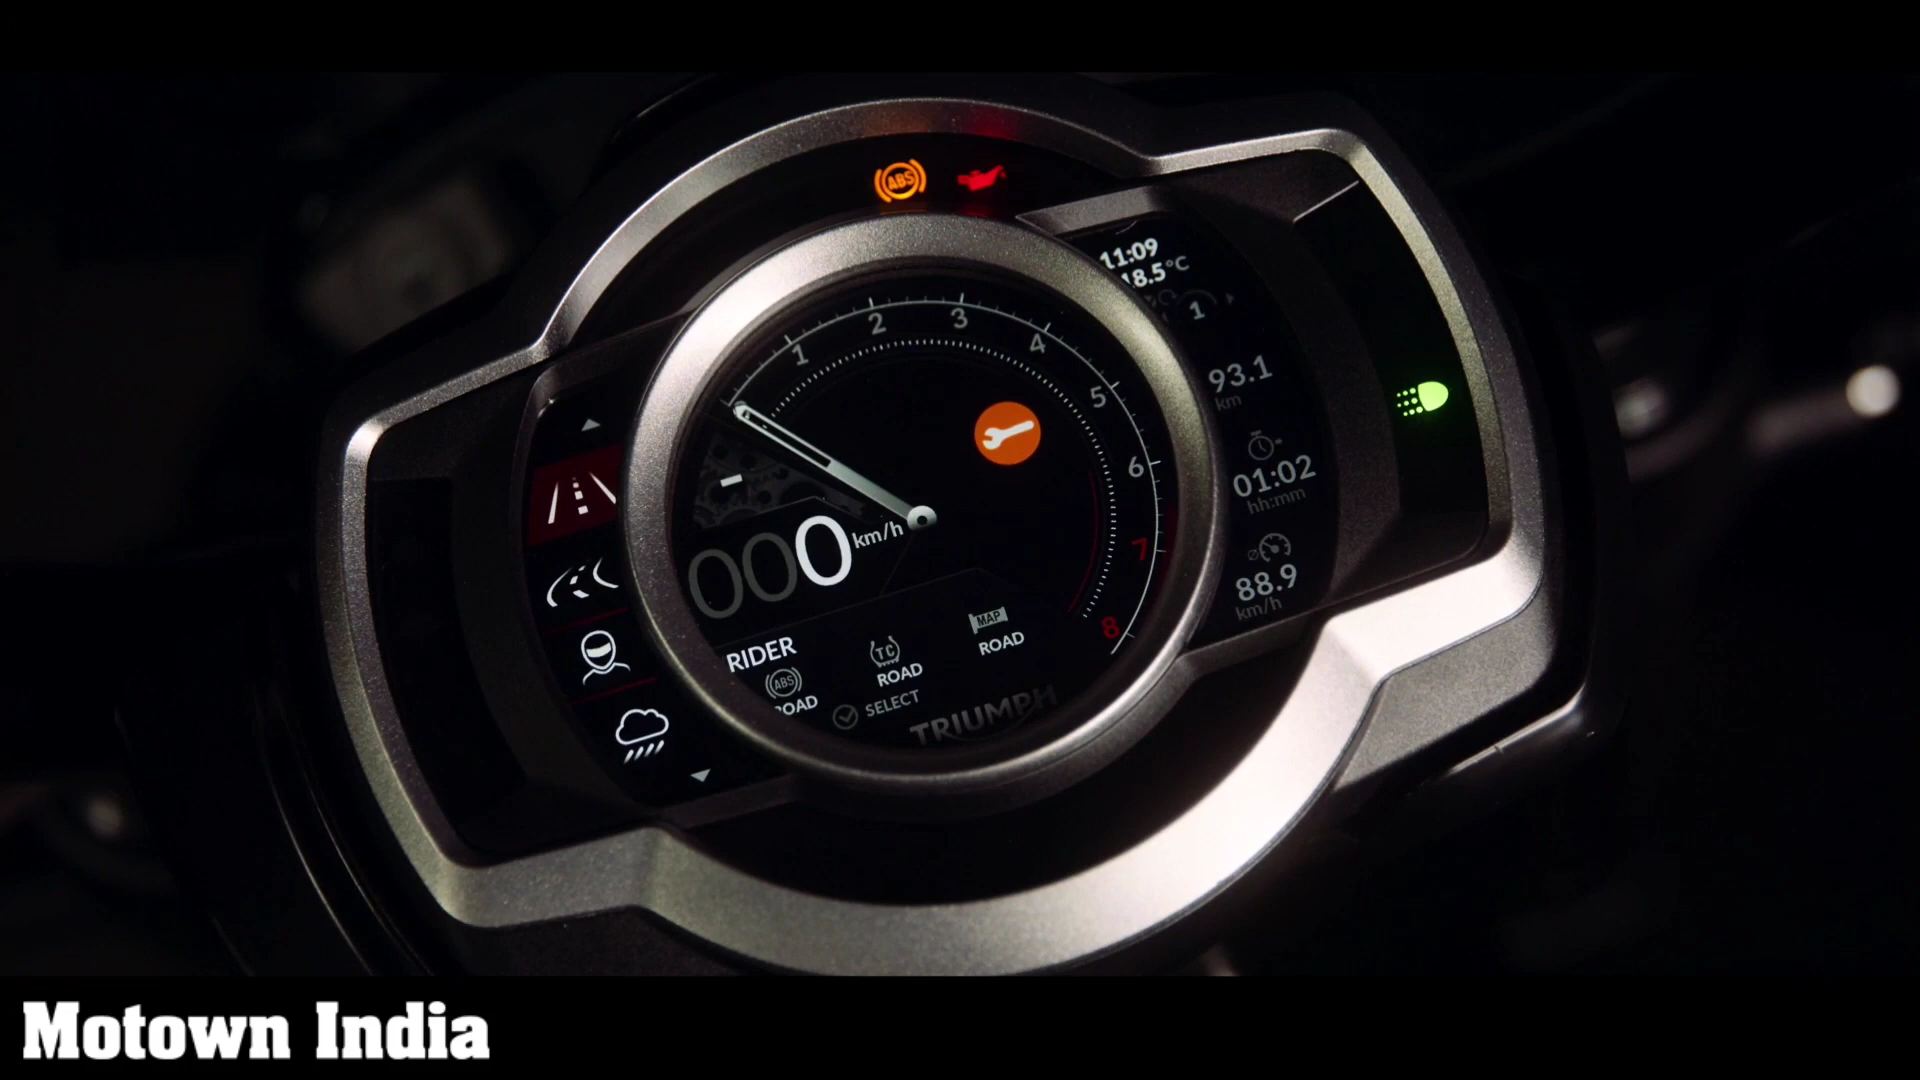 ABS
11:09
18.5°C
1
1
2
3
4
5
6
7
8
93.1
km
01:02
hh:mm
88.9
km/h
-
000 km/h
RIDER
ABS
ROAD
TC
ROAD
MAP
ROAD
SELECT
TRIUMPH
Motown India